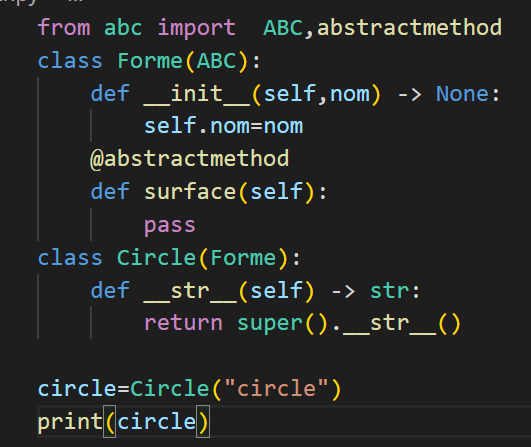 from abc import  ABC,abstractmethod
class Forme(ABC):
    def __init__(self,nom) -> None:
        self.nom=nom
    @abstractmethod
    def surface(self):
        pass
class Circle(Forme):
    def __str__(self) -> str:
        return super().__str__()

circle=Circle("circle")
print(circle)